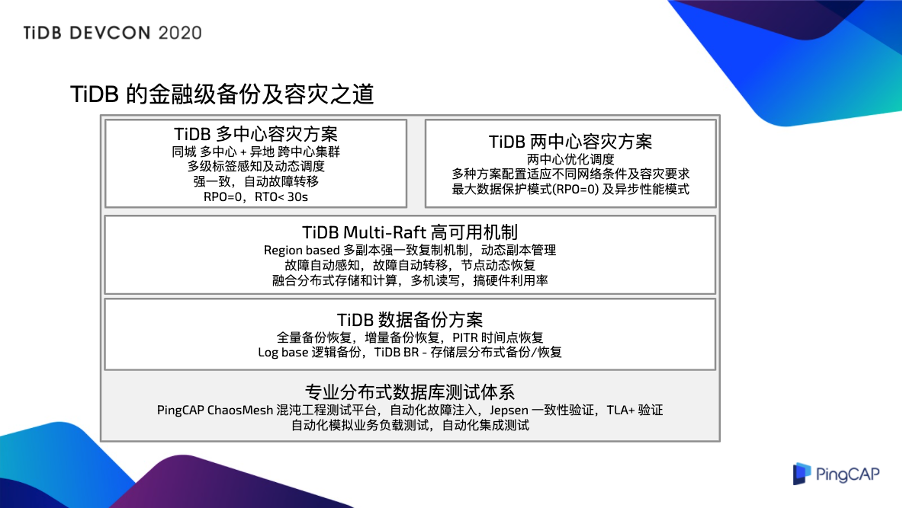 TiDB DEVCON 2020
TiDB 的金融级备份及容灾之道
TiDB 多中心容灾方案
同城 多中心 + 异地 跨中心集群
多级标签感知及动态调度
强一致，自动故障转移
RPO=0，RTO< 30s
TiDB 两中心容灾方案
两中心优化调度
多种方案配置适应不同网络条件及容灾要求
最大数据保护模式(RPO=0) 及异步性能模式
TiDB Multi-Raft 高可用机制
Region based 多副本强一致复制机制，动态副本管理
故障自动感知，故障自动转移，节点动态恢复
融合分布式存储和计算，多机读写，搞硬件利用率
TiDB 数据备份方案
全量备份恢复，增量备份恢复，PITR 时间点恢复
Log base 逻辑备份，TiDB BR - 存储层分布式备份/恢复
专业分布式数据库测试体系
PingCAP ChaosMesh 混沌工程测试平台，自动化故障注入，Jepsen 一致性验证，TLA+ 验证
自动化模拟业务负载测试，自动化集成测试
PingCAP